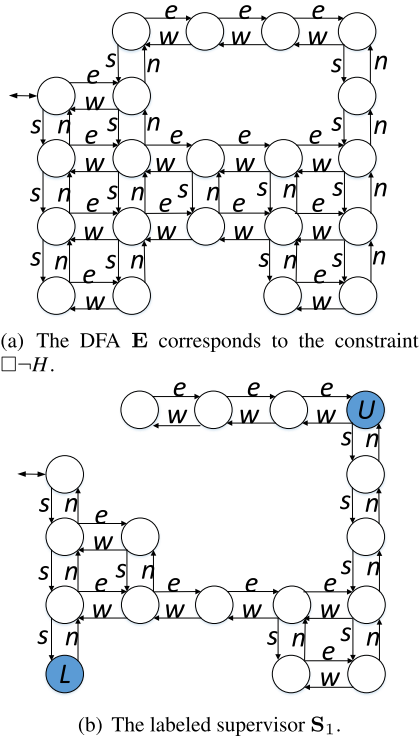 e e e
w w w
s n s n
e
w
s n s n s n
e e e e
w w w w
s n s n s n s n s n
e e e e
w w w w
s n s n s n s n
e e
w w
(a) The DFA E corresponds to the constraint
□¬H.
e e e U
w w w
s n
s n s n
e
w
s n s n s n
e e e e
w w w w
s n s n s n
L e
w
(b) The labeled supervisor S₁.